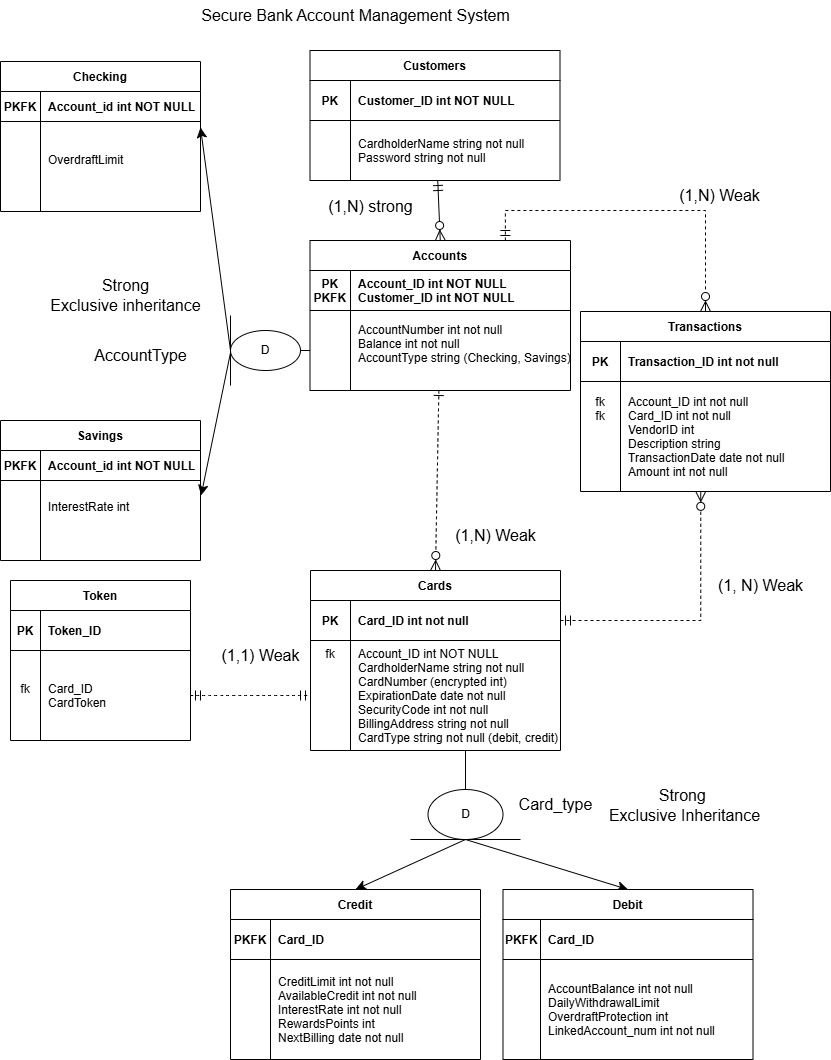 Secure Bank Account Management System
Checking
PKFK Account_id int NOT NULL
OverdraftLimit
Customers
PK Customer_ID int NOT NULL
CardholderName string not null
Password string not null
(1,N) strong
(1,N) Weak
Accounts
PK Account_ID int NOT NULL
PKFK Customer_ID int NOT NULL
AccountNumber int not null
Balance int not null
AccountType string (Checking, Savings)
Strong
Exclusive inheritance
AccountType
D
Transactions
PK Transaction_ID int not null
fk Account_ID int not null
fk Card_ID int not null
VendorID int
Description string
TransactionDate date not null
Amount int not null
Savings
PKFK Account_id int NOT NULL
InterestRate int
(1,N) Weak
(1, N) Weak
Token
PK Token_ID
fk Card_ID
CardToken
(1,1) Weak
Cards
PK Card_ID int not null
fk Account_ID int NOT NULL
CardholderName string not null
CardNumber (encrypted int)
ExpirationDate date not null
SecurityCode int not null
BillingAddress string not null
CardType string not null (debit, credit)
D
Card_type
Strong
Exclusive Inheritance
Credit
PKFK Card_ID
CreditLimit int not null
AvailableCredit int not null
InterestRate int not null
RewardsPoints int
NextBilling date not null
Debit
PKFK Card_ID
AccountBalance int not null
DailyWithdrawalLimit
OverdraftProtection int
LinkedAccount_num int not null